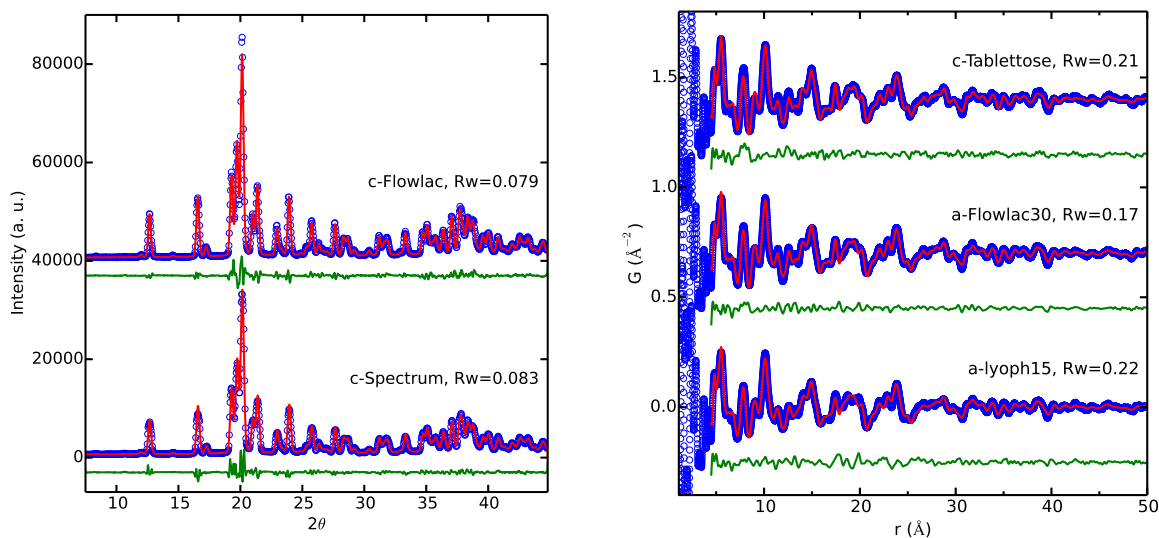 80000
60000
40000
20000
0
Intensity (a. u.)
c-Flowlac, Rw=0.079
c-Spectrum, Rw=0.083
10 15 20 25 30 35 40
2θ
1.5
1.0
0.5
0.0
G (Å⁻²)
c-Tablettose, Rw=0.21
a-Flowlac30, Rw=0.17
a-lyoph15, Rw=0.22
10 20 30 40 50
r (Å)